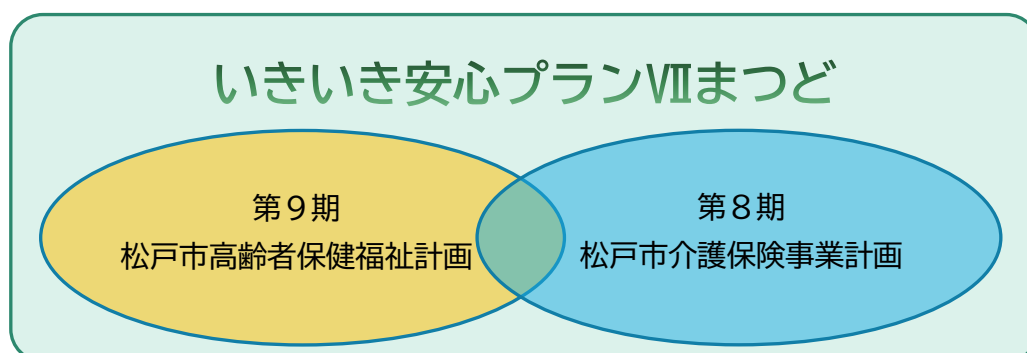 いきいき安心プランⅦまつど
第９期
松戸市高齢者保健福祉計画
第８期
松戸市介護保険事業計画